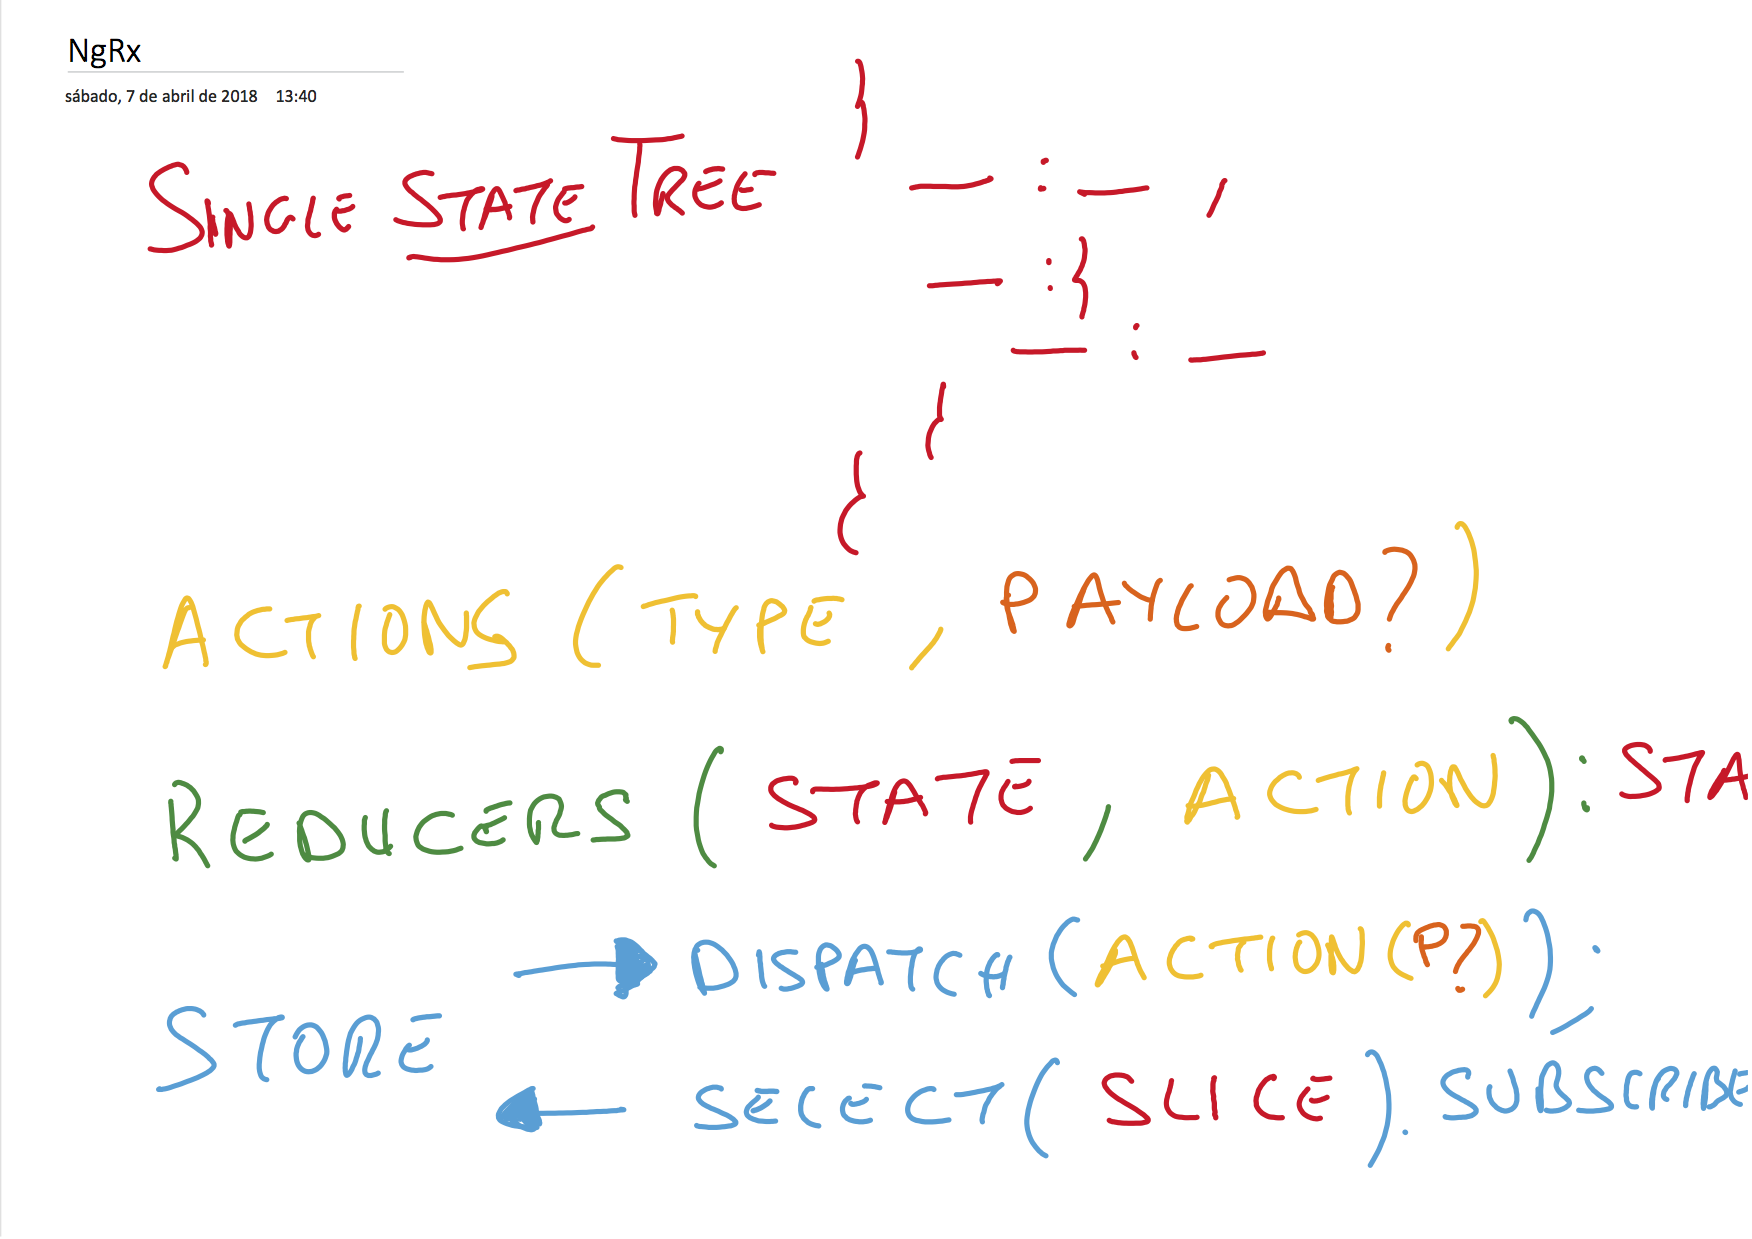 NgRx
sábado, 7 de abril de 2018 13:40
SINGLE STATE TREE
}
— : — ,
— : }
— : —
{
{
ACTIONS (TYPE, PAYLOAD?)
REDUCERS (STATE, ACTION): STA
→ DISPATCH (ACTION(P?));
STORE
← SELECT(SLICE). SUBSCRIBE